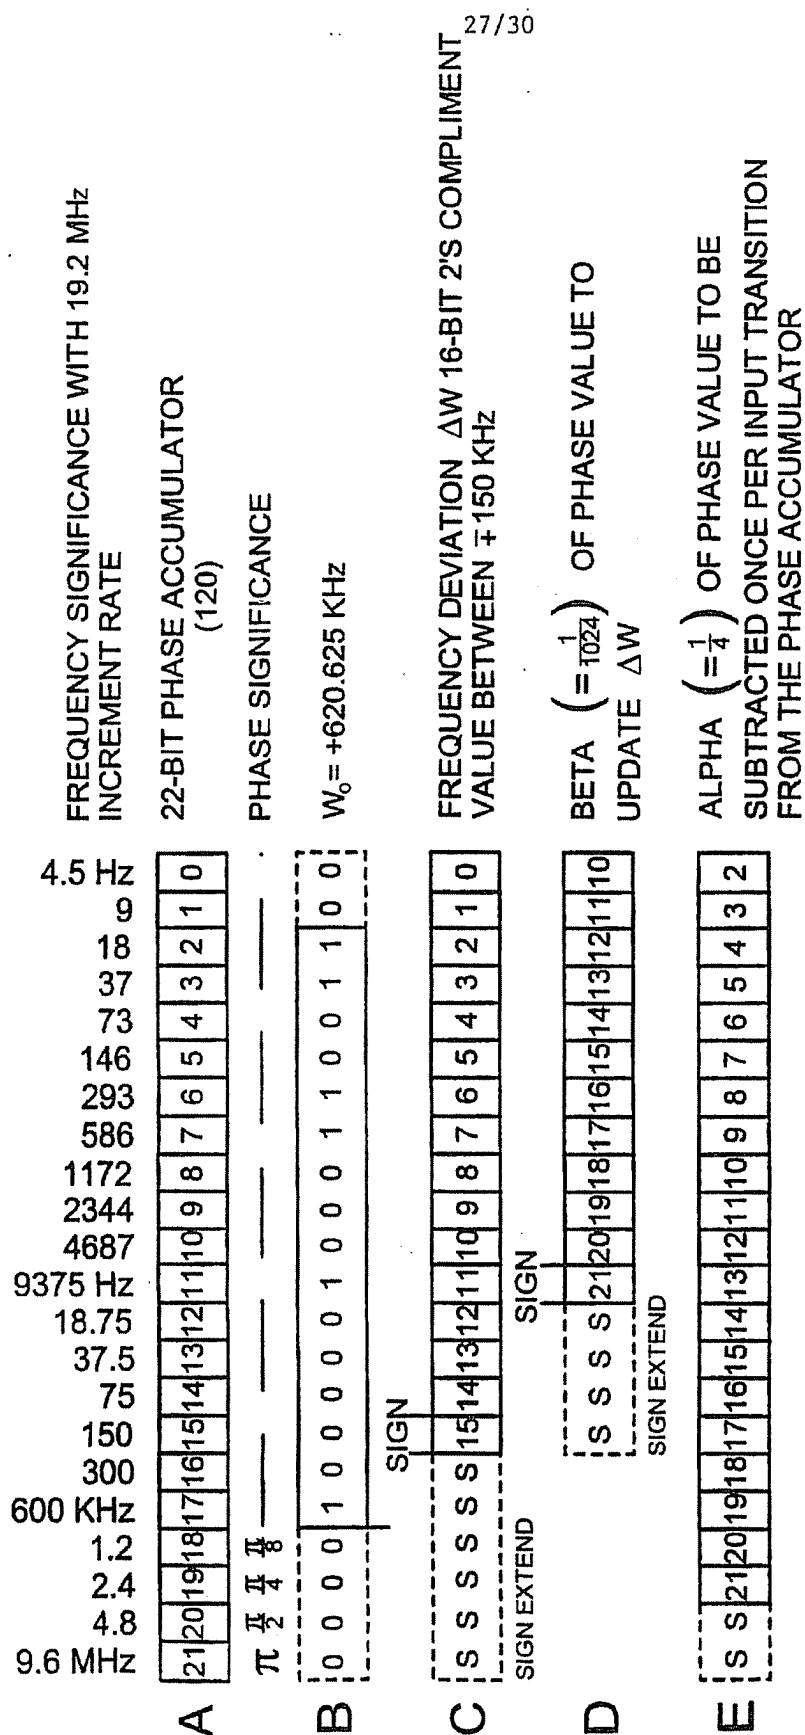 27/30
9.6 MHz 4.8 2.4 1.2 600 KHz 300 150 75 37.5 18.75 9375 Hz 4687 2344 1172 586 293 146 73 37 18 9 4.5 Hz
FREQUENCY SIGNIFICANCE WITH 19.2 MHz
INCREMENT RATE
A 21 20 19 18 17 16 15 14 13 12 11 10 9 8 7 6 5 4 3 2 1 0
22-BIT PHASE ACCUMULATOR
(120)
π π/2 π/4 π/8
PHASE SIGNIFICANCE
B 0 0 0 0 1 0 0 0 0 0 1 0 0 0 1 1 0 0 1 1 0 0
W₀= +620.625 KHz
SIGN
C S S S S S S 15 14 13 12 11 10 9 8 7 6 5 4 3 2 1 0
SIGN EXTEND
FREQUENCY DEVIATION ΔW 16-BIT 2'S COMPLIMENT
VALUE BETWEEN ∓150 KHz
SIGN
D S S S S 21 20 19 18 17 16 15 14 13 12 11 10
SIGN EXTEND
BETA (=1/1024) OF PHASE VALUE TO
UPDATE ΔW
E S S 21 20 19 18 17 16 15 14 13 12 11 10 9 8 7 6 5 4 3 2
ALPHA (=1/4) OF PHASE VALUE TO BE
SUBTRACTED ONCE PER INPUT TRANSITION
FROM THE PHASE ACCUMULATOR